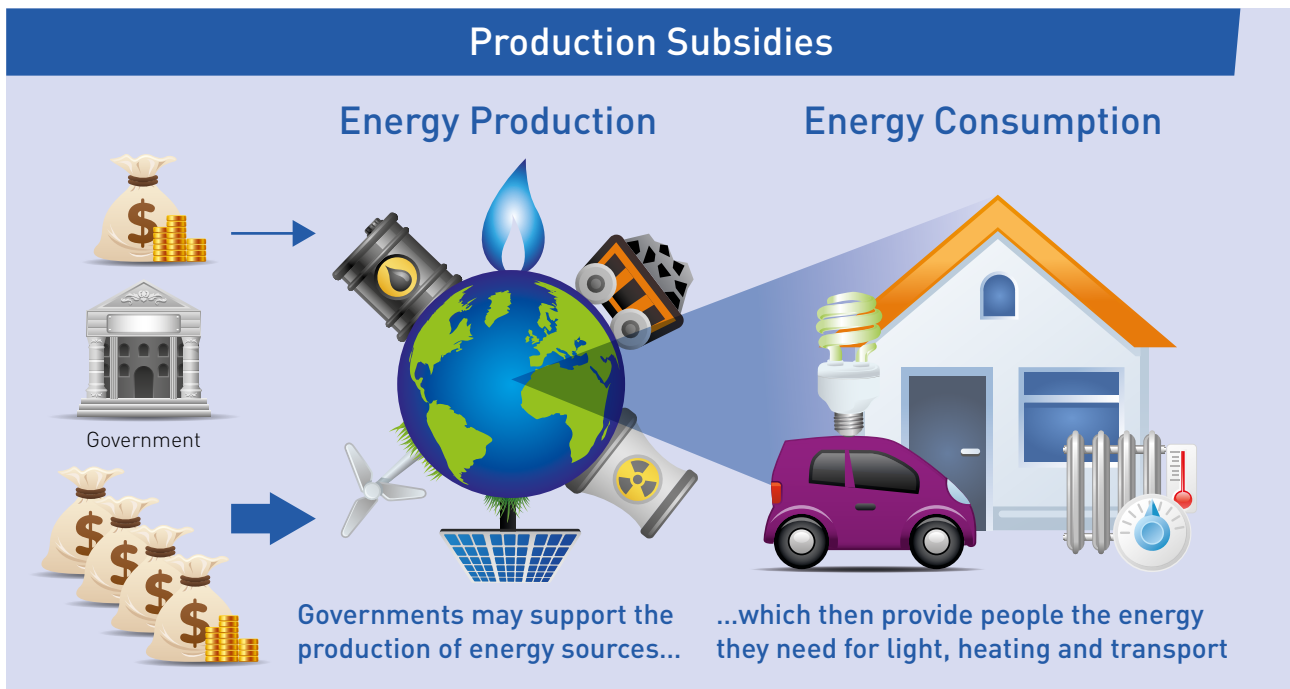 Production Subsidies
Energy Production
Energy Consumption
$
Government
$
$
$
$
Governments may support the
production of energy sources...
...which then provide people the energy
they need for light, heating and transport